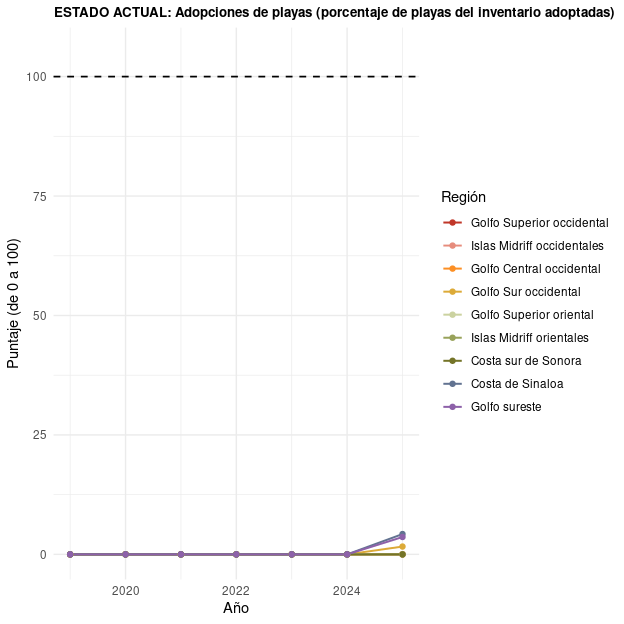 ESTADO ACTUAL: Adopciones de playas (porcentaje de playas del inventario adoptadas)
100
75
50
25
0
Puntaje (de 0 a 100)
2020
2022
2024
Año
Región
Golfo Superior occidental
Islas Midriff occidentales
Golfo Central occidental
Golfo Sur occidental
Golfo Superior oriental
Islas Midriff orientales
Costa sur de Sonora
Costa de Sinaloa
Golfo sureste